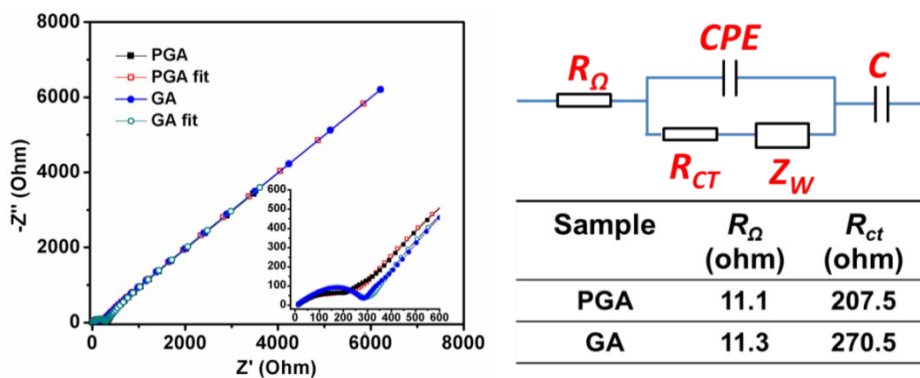 8000
6000
4000
2000
0
-Z'' (Ohm)
PGA
PGA fit
GA
GA fit
600
500
400
300
200
100
0
0 100 200 300 400 500 600
0 2000 4000 6000 8000
Z' (Ohm)
CPE
C
RΩ
RCT
ZW
Sample RΩ Rct
(ohm) (ohm)
PGA 11.1 207.5
GA 11.3 270.5